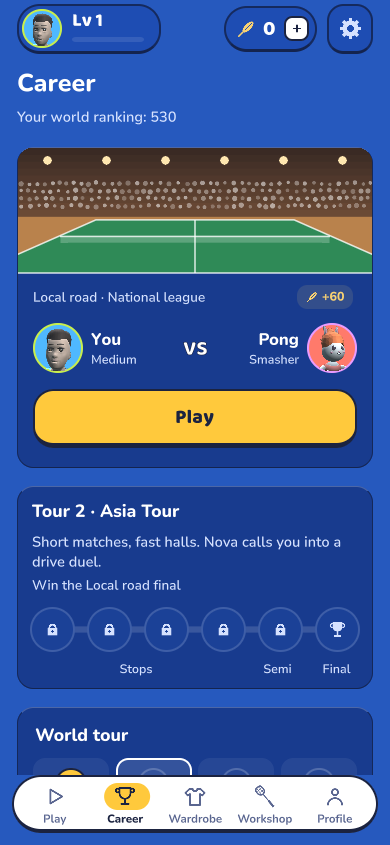 Lv 1
0
+
Career
Your world ranking: 530
Local road · National league
+60
You
Medium
VS
Pong
Smasher
Play
Tour 2 · Asia Tour
Short matches, fast halls. Nova calls you into a
drive duel.
Win the Local road final
Stops
Semi
Final
World tour
Play
Career
Wardrobe
Workshop
Profile